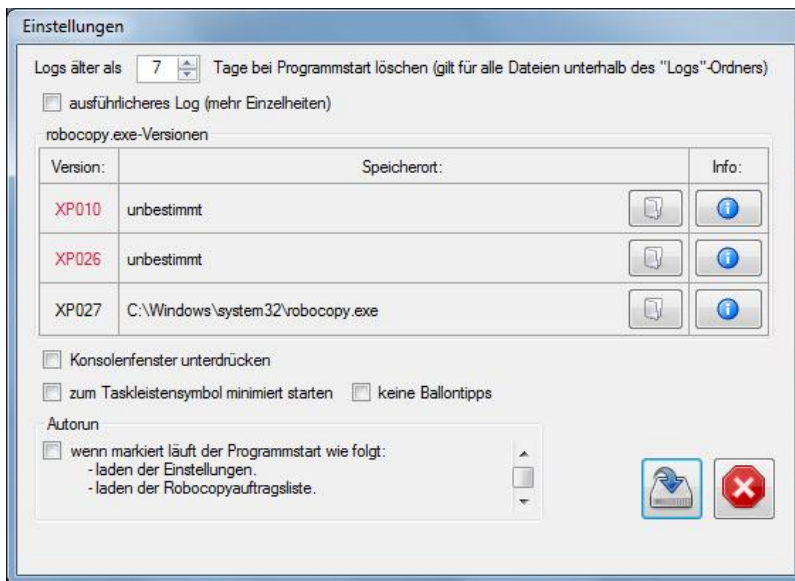 Einstellungen
Logs älter als 7 Tage bei Programmstart löschen (gilt für alle Dateien unterhalb des "Logs"-Ordners)
ausführlicheres Log (mehr Einzelheiten)
robocopy.exe-Versionen
Version: Speicherort: Info:
XP010 unbestimmt
XP026 unbestimmt
XP027 C:\Windows\system32\robocopy.exe
Konsolenfenster unterdrücken
zum Taskleistensymbol minimiert starten keine Ballontipps
Autorun
wenn markiert läuft der Programmstart wie folgt:
- laden der Einstellungen.
- laden der Robocopyauftragsliste.